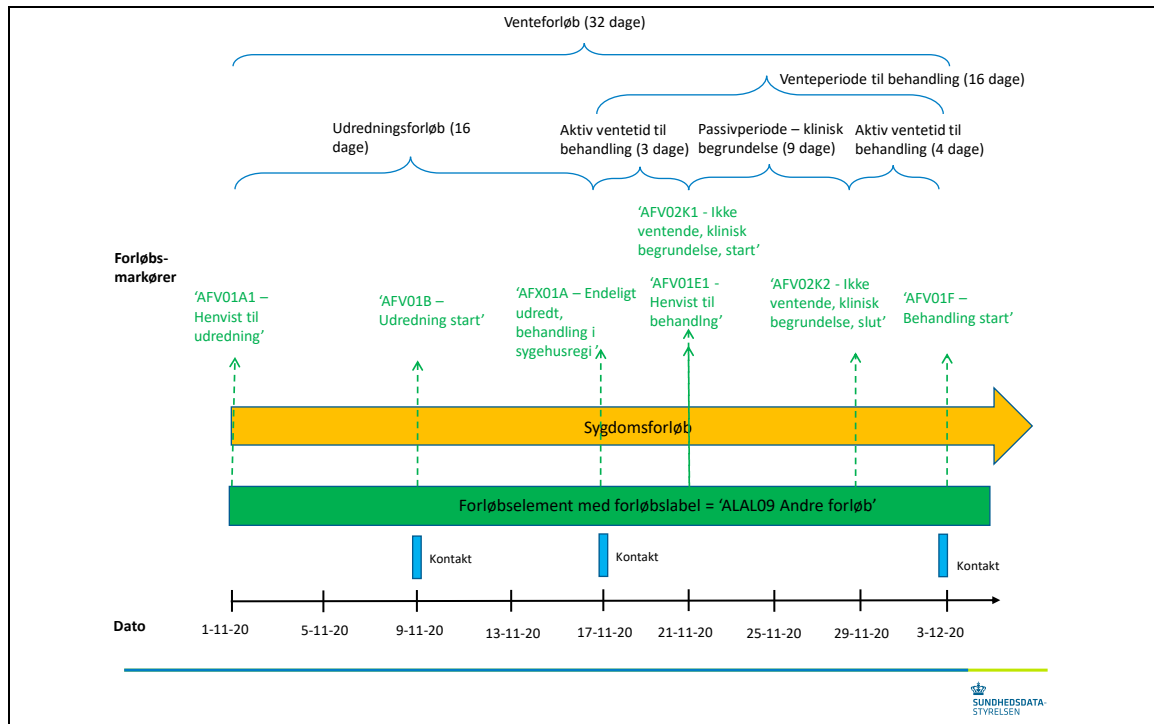 Venteforløb (32 dage)
Venteperiode til behandling (16 dage)
Udredningsforløb (16
dage)
Aktiv ventetid til
behandling (3 dage)
Passivperiode – klinisk
begrundelse (9 dage)
Aktiv ventetid til
behandling (4 dage)
Forløbs-
markører
‘AFV01A1 –
Henvist til
udredning’
‘AFV01B –
Udredning start’
‘AFX01A – Endeligt
udredt,
behandling i
sygehusregi ’
‘AFV02K1 - Ikke
ventende, klinisk
begrundelse, start’
‘AFV01E1 -
Henvist til
behandlng’
‘AFV02K2 - Ikke
ventende, klinisk
begrundelse, slut’
‘AFV01F –
Behandling start’
Sygdomsforløb
Forløbselement med forløbslabel = ‘ALAL09 Andre forløb’
Kontakt
Kontakt
Kontakt
Dato
1-11-20
5-11-20
9-11-20
13-11-20
17-11-20
21-11-20
25-11-20
29-11-20
3-12-20
SUNDHEDSDATA-
STYRELSEN